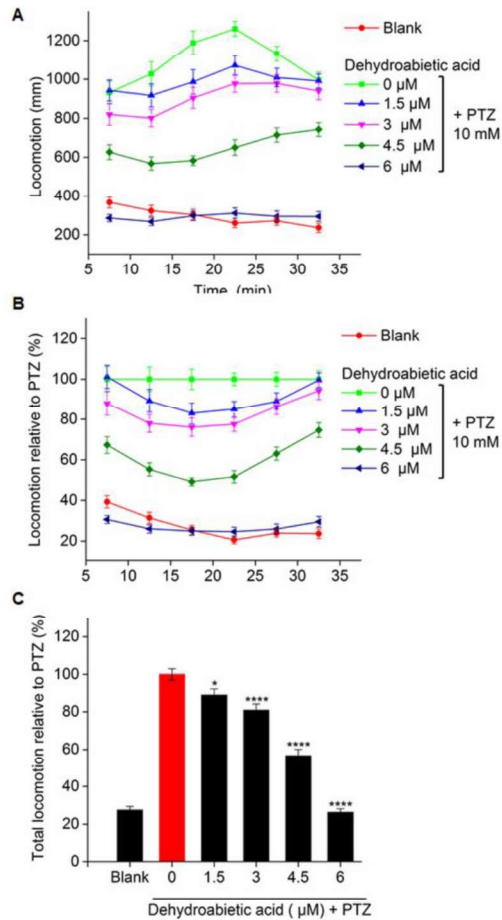 A
1200
1000
800
600
400
200
Locomotion (mm)
5 10 15 20 25 30 35
Time (min)
Blank
Dehydroabietic acid
0 μM
1.5 μM
3 μM
4.5 μM
6 μM
+ PTZ
10 mM
B
120
100
80
60
40
20
Locomotion relative to PTZ (%)
5 10 15 20 25 30 35
Blank
Dehydroabietic acid
0 μM
1.5 μM
3 μM
4.5 μM
6 μM
+ PTZ
10 mM
C
120
100
80
60
40
20
0
Total locomotion relative to PTZ (%)
*
****
****
****
Blank 0 1.5 3 4.5 6
Dehydroabietic acid ( μM) + PTZ